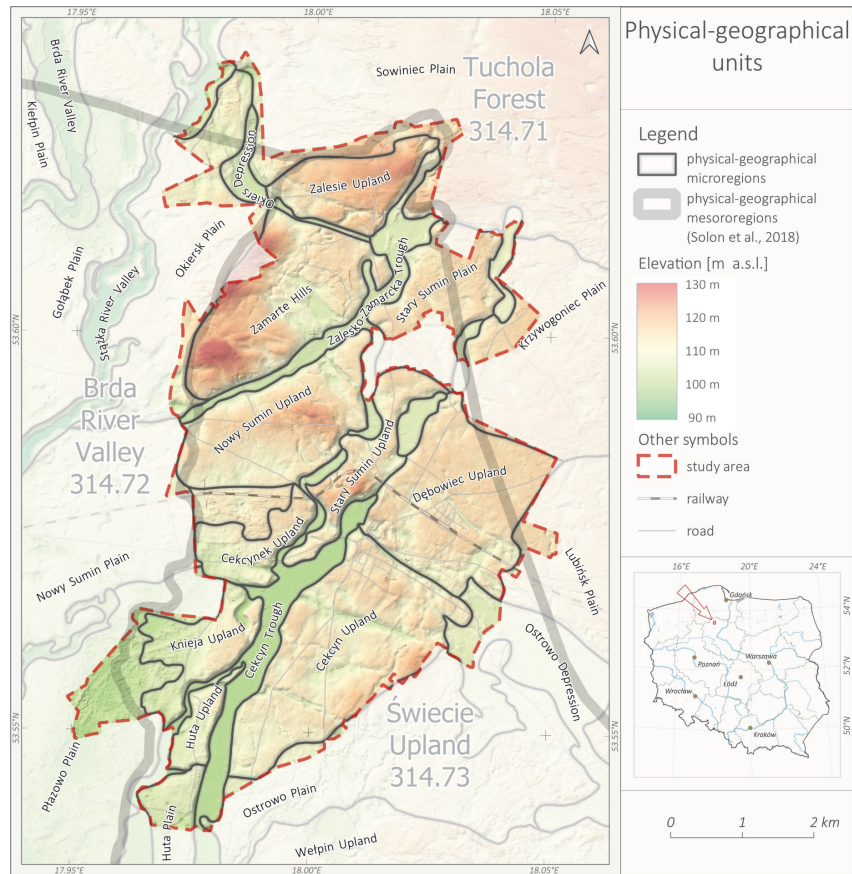 17.95°E
18.00°E
18.05°E
Physical-geographical
units
Sowiniec Plain
Tuchola
Forest
314.71
Brda River Valley
Kiełpin Plain
Okiers Depression
Zalesie Upland
Okiersk Plain
Gołąbek Plain
Stążka River Valley
Zamarte Hills
Zalesko-Zamarcka Trough
Stary Sumin Plain
Krzywogoniec Plain
53.60°N
53.60°N
Brda
River
Valley
314.72
Nowy Sumin Upland
Stary Sumin Upland
Dębowiec Upland
Cekcynek Upland
Nowy Sumin Plain
Lubińsk Plain
Knieja Upland
Cekcyn Trough
Cekcyn Upland
Ostrowo Depression
Huta Upland
Świecie
Upland
314.73
53.55°N
53.55°N
Płazowo Plain
Huta Plain
Ostrowo Plain
Wełpin Upland
17.95°E
18.00°E
18.05°E
Legend
physical-geographical
microregions
physical-geographical
mesororegions
(Solon et al., 2018)
Elevation [m a.s.l.]
130 m
120 m
110 m
100 m
90 m
Other symbols
study area
railway
road
16°E
20°E
24°E
54°N
52°N
50°N
Gdańsk
Poznań
Warszawa
Łódź
Wrocław
Kraków
0 1 2 km